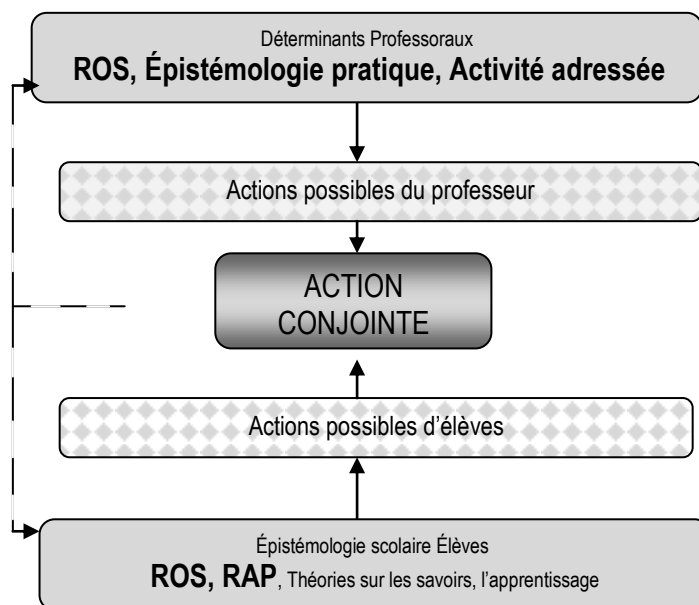 Déterminants Professoraux
ROS, Épistémologie pratique, Activité adressée
Actions possibles du professeur
ACTION
CONJOINTE
Actions possibles d'élèves
Épistémologie scolaire Élèves
ROS, RAP, Théories sur les savoirs, l'apprentissage